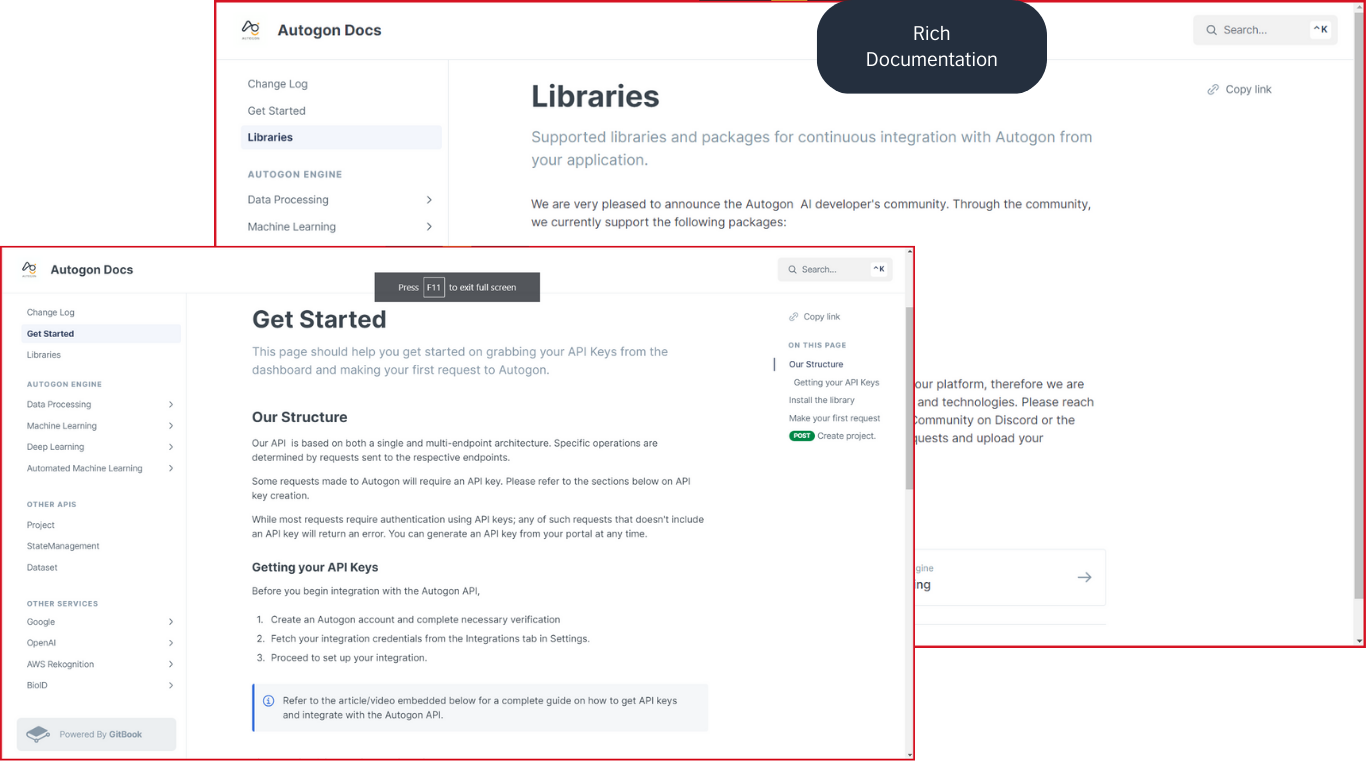 Rich
Documentation
Autogon Docs
Search...
^K
Change Log
Get Started
Libraries
AUTOGON ENGINE
Data Processing
Machine Learning
Libraries
Supported libraries and packages for continuous integration with Autogon from
your application.
We are very pleased to announce the Autogon  AI developer's community. Through the community,
we currently support the following packages:
Copy link
our platform, therefore we are
and technologies. Please reach
Community on Discord or the
quests and upload your
gine
ng
Autogon Docs
Press F11 to exit full screen
Search...
^K
Change Log
Get Started
Libraries
AUTOGON ENGINE
Data Processing
Machine Learning
Deep Learning
Automated Machine Learning
OTHER APIS
Project
StateManagement
Dataset
OTHER SERVICES
Google
OpenAI
AWS Rekognition
BioID
Powered By GitBook
Get Started
This page should help you get started on grabbing your API Keys from the
dashboard and making your first request to Autogon.
Our Structure
Our API  is based on both a single and multi-endpoint architecture. Specific operations are
determined by requests sent to the respective endpoints.
Some requests made to Autogon will require an API key. Please refer to the sections below on API
key creation.
While most requests require authentication using API keys; any of such requests that doesn't include
an API key will return an error. You can generate an API key from your portal at any time.
Getting your API Keys
Before you begin integration with the Autogon API,
1. Create an Autogon account and complete necessary verification
2. Fetch your integration credentials from the Integrations tab in Settings.
3. Proceed to set up your integration.
Refer to the article/video embedded below for a complete guide on how to get API keys
and integrate with the Autogon API.
Copy link
ON THIS PAGE
Our Structure
Getting your API Keys
Install the library
Make your first request
POST Create project.